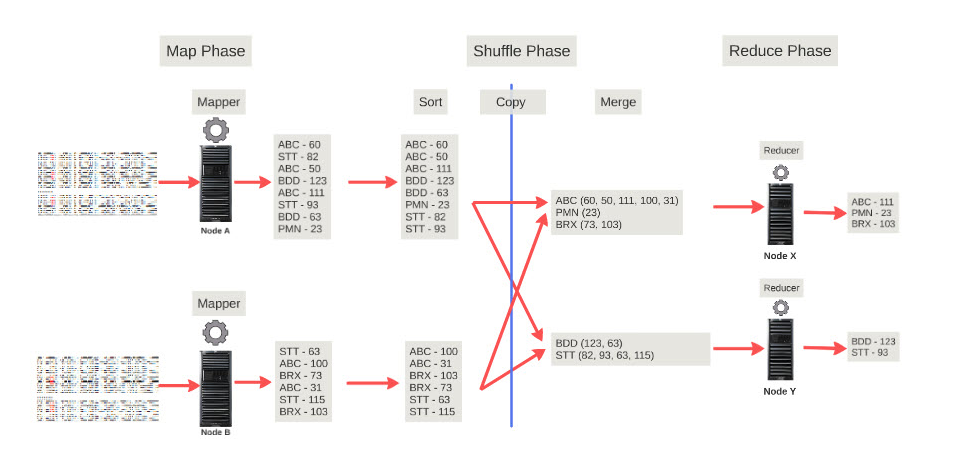 Map Phase
Shuffle Phase
Reduce Phase
Mapper
Sort
Copy
Merge
ABC - 60
STT - 82
ABC - 50
BDD - 123
ABC - 111
STT - 93
BDD - 63
PMN - 23
Node A
ABC - 60
ABC - 50
ABC - 111
BDD - 123
BDD - 63
PMN - 23
STT - 82
STT - 93
ABC (60, 50, 111, 100, 31)
PMN (23)
BRX (73, 103)
Reducer
Node X
ABC - 111
PMN - 23
BRX - 103
Mapper
STT - 63
ABC - 100
BRX - 73
ABC - 31
STT - 115
BRX - 103
Node B
ABC - 100
ABC - 31
BRX - 103
BRX - 73
STT - 63
STT - 115
BDD (123, 63)
STT (82, 93, 63, 115)
Reducer
Node Y
BDD - 123
STT - 93